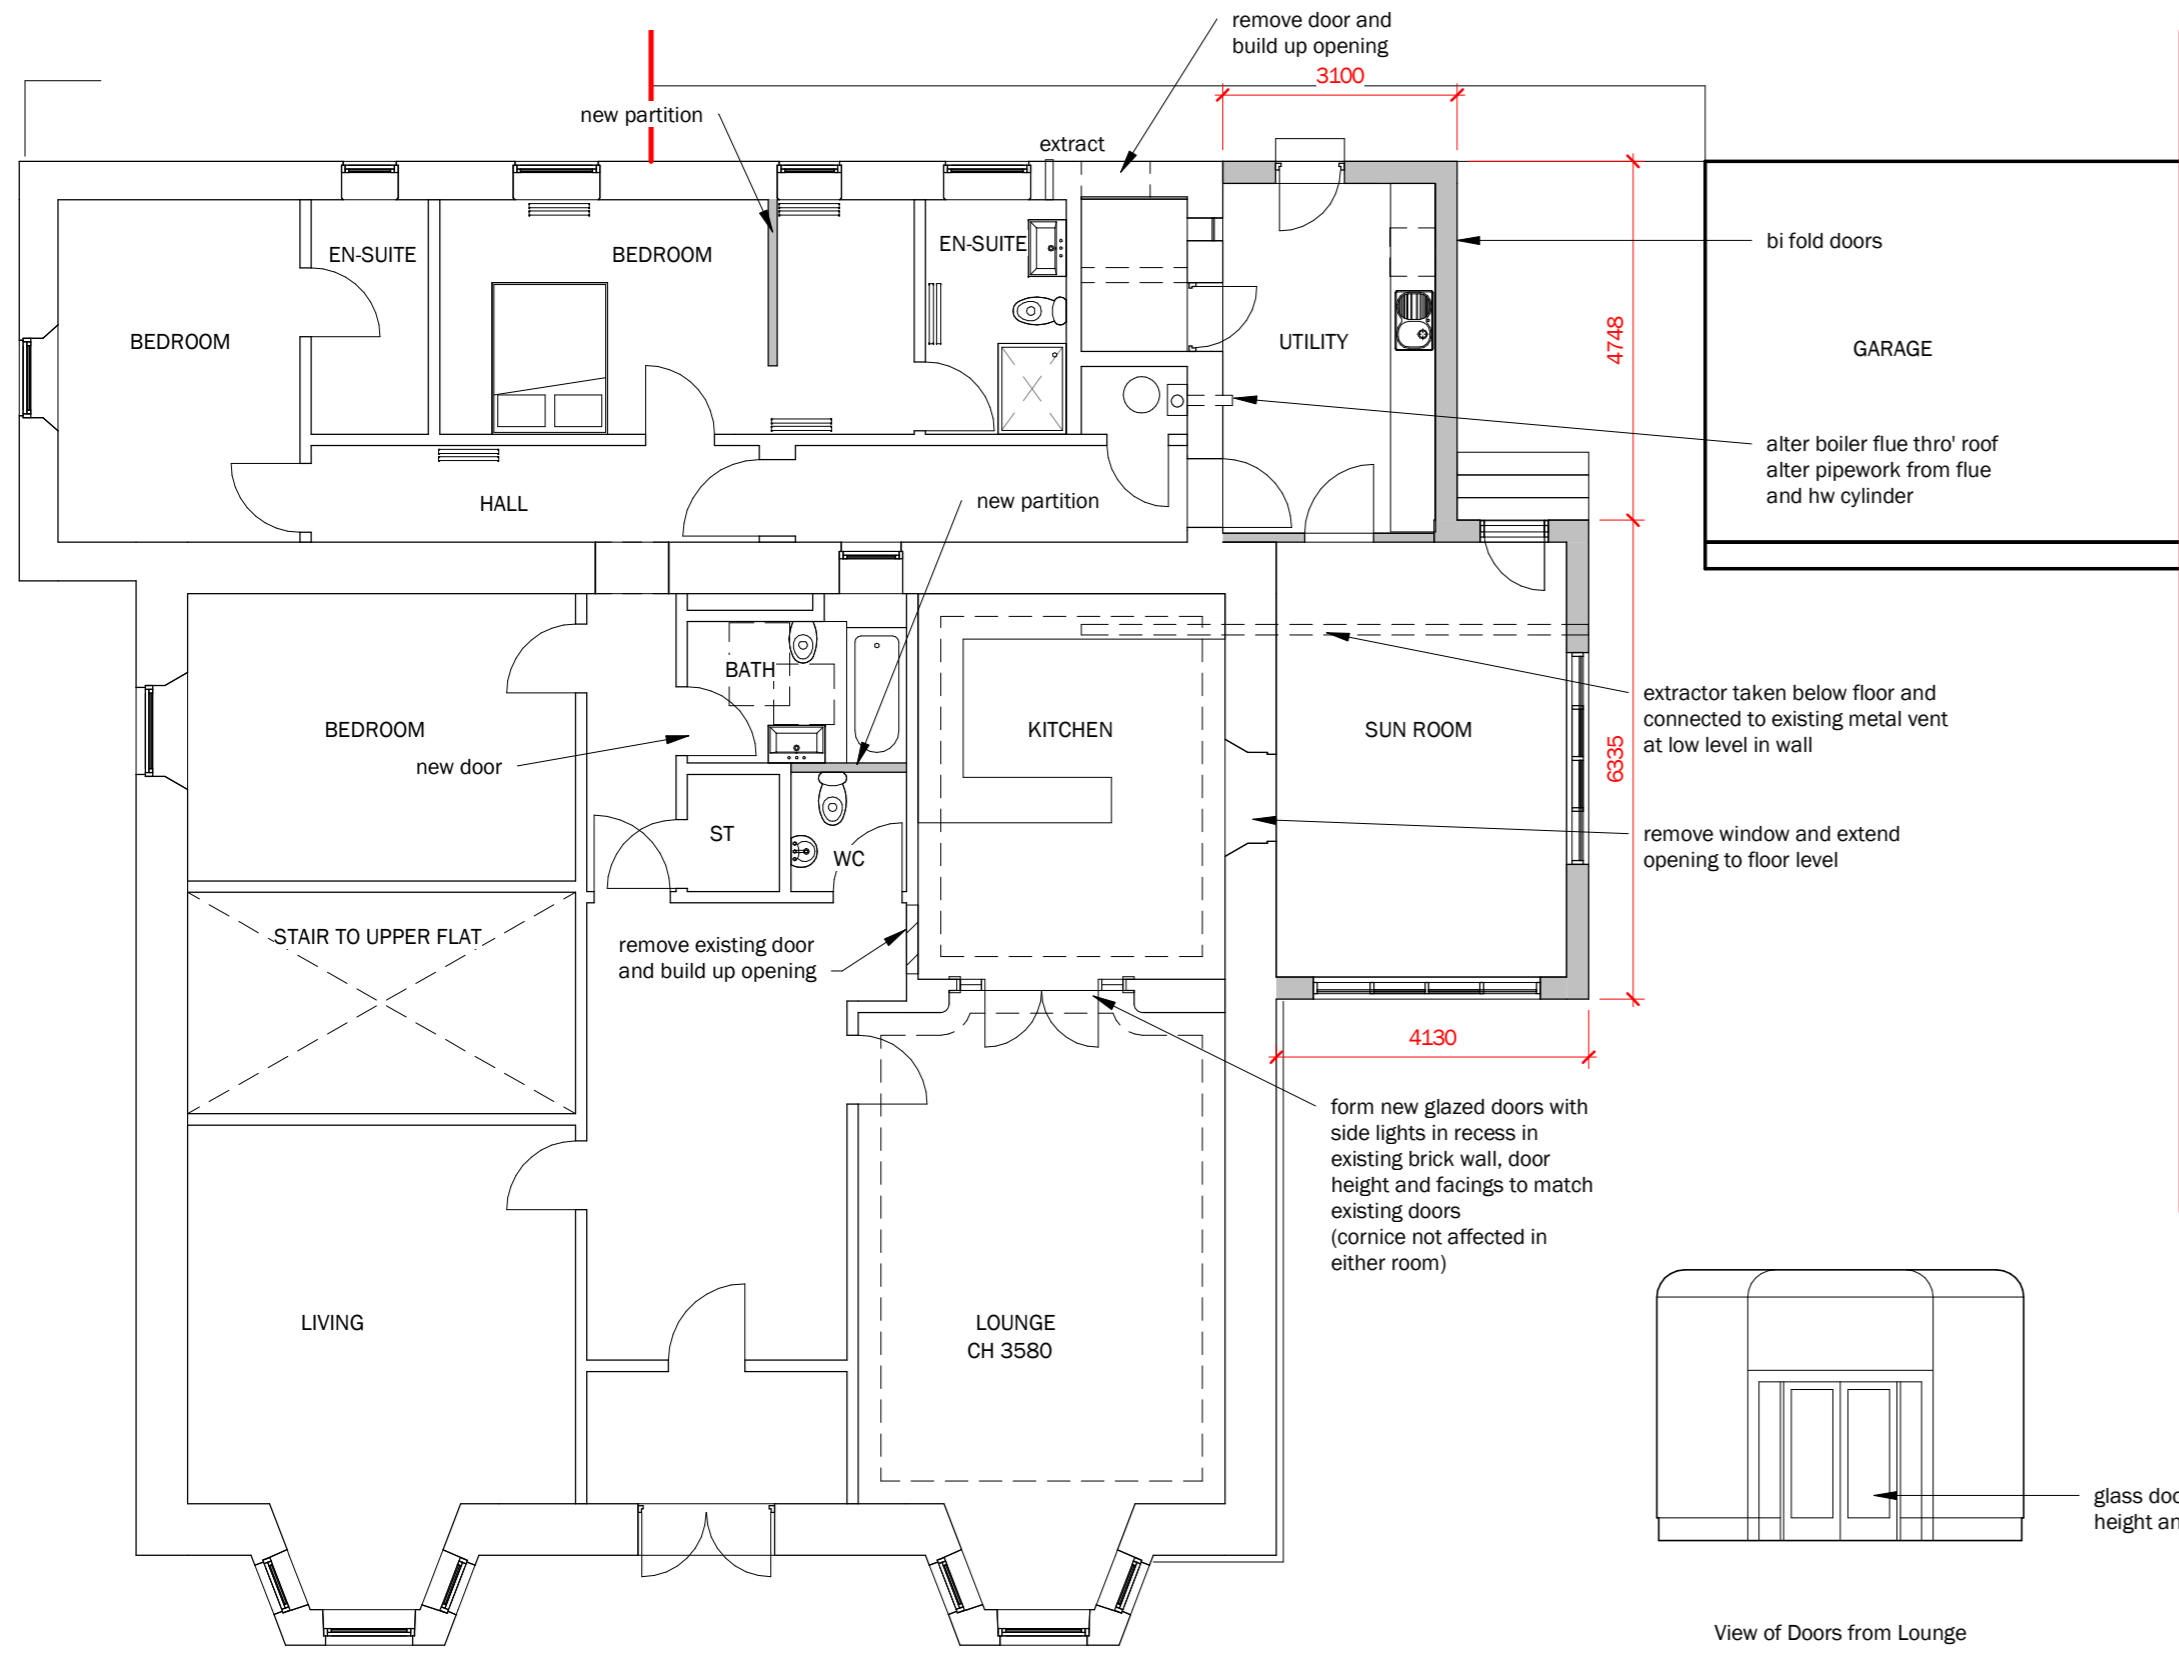 remove door and
build up opening
3100
new partition
extract
EN-SUITE
BEDROOM
EN-SUITE
bi fold doors
BEDROOM
UTILITY
4748
GARAGE
alter boiler flue thro' roof
alter pipework from flue
and hw cylinder
HALL
new partition
BATH
extractor taken below floor and
connected to existing metal vent
at low level in wall
BEDROOM
KITCHEN
SUN ROOM
new door
6335
ST
WC
remove window and extend
opening to floor level
STAIR TO UPPER FLAT
remove existing door
and build up opening
4130
form new glazed doors with
side lights in recess in
existing brick wall, door
height and facings to match
existing doors
(cornice not affected in
either room)
LIVING
LOUNGE
CH 3580
glass
height
View of Doors from Lounge